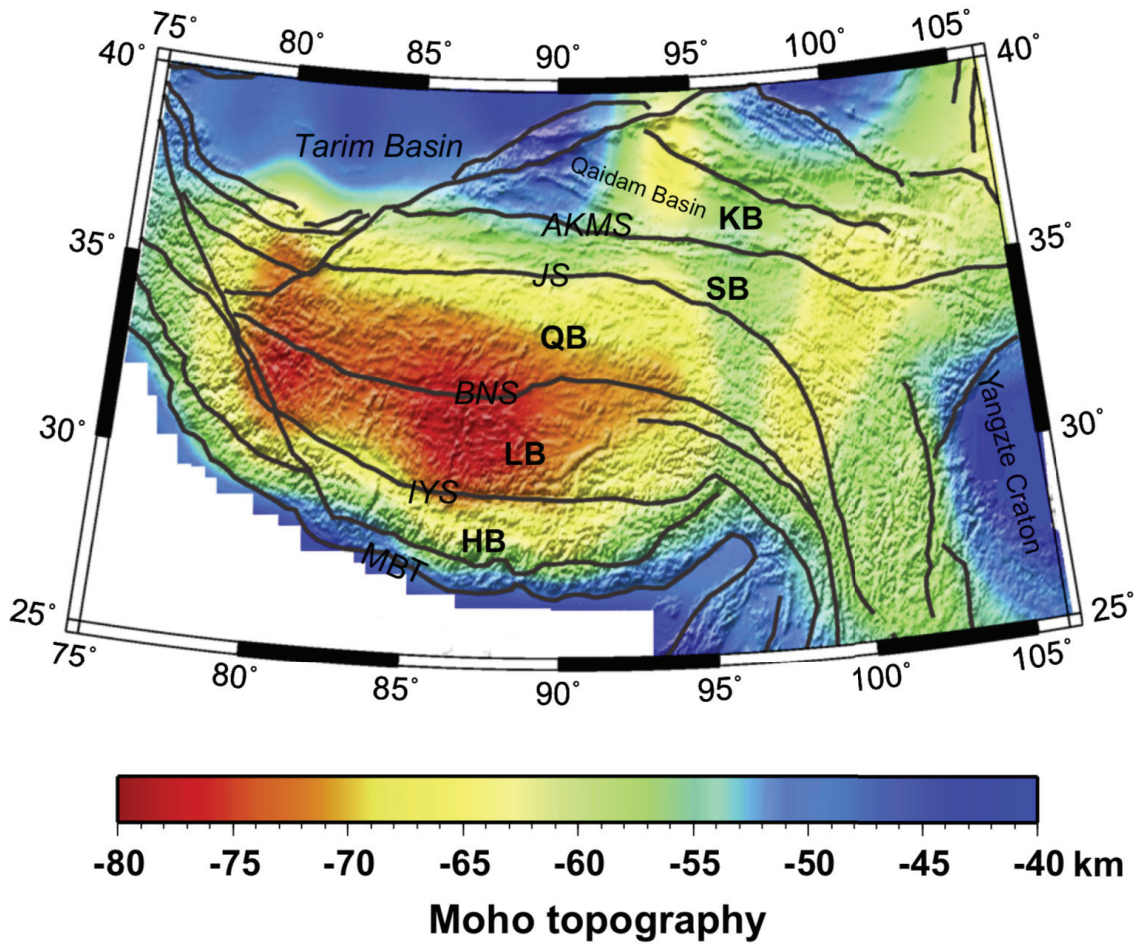 75°
80°
85°
90°
95°
100°
105°
40°
40°
Tarim Basin
Qaidam Basin
KB
AKMS
35°
35°
JS
SB
QB
BNS
30°
30°
Yangzte Craton
LB
IYS
HB
MBT
25°
25°
75°
80°
85°
90°
95°
100°
105°
-80 -75 -70 -65 -60 -55 -50 -45 -40 km
Moho topography